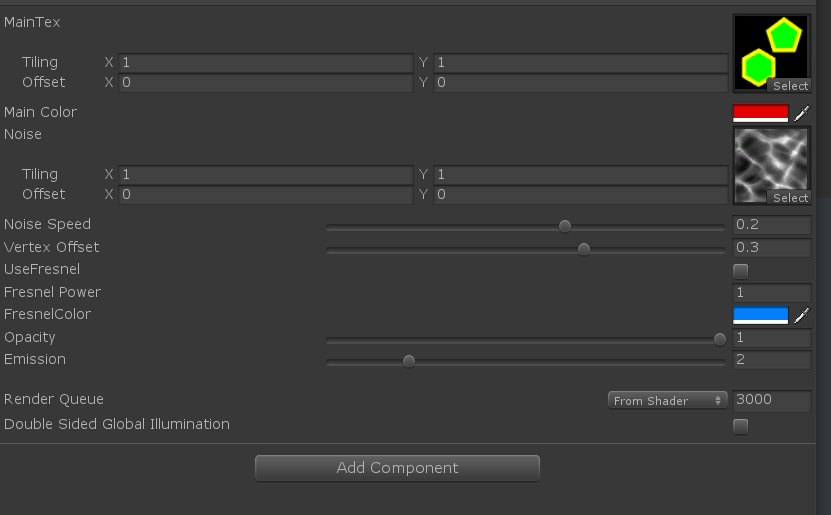 MainTex
Tiling X 1 Y 1
Offset X 0 Y 0
Select
Main Color
Noise
Tiling X 1 Y 1
Offset X 0 Y 0
Select
Noise Speed 0.2
Vertex Offset 0.3
UseFresnel
Fresnel Power 1
FresnelColor
Opacity 1
Emission 2
Render Queue From Shader 3000
Double Sided Global Illumination
Add Component